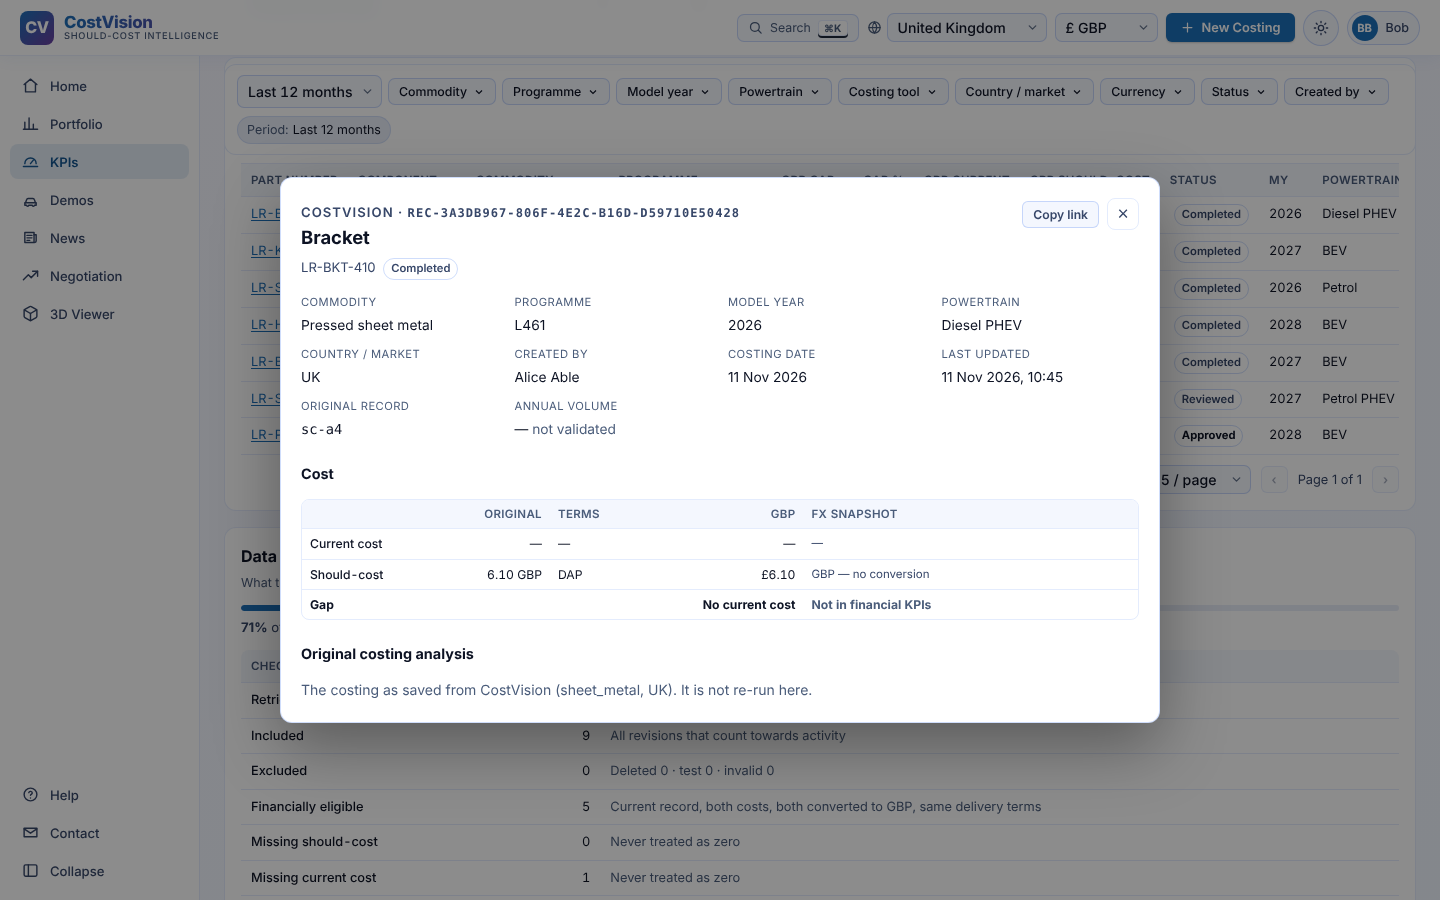 CV
CostVision
SHOULD-COST INTELLIGENCE
Search ⌘K
United Kingdom
£ GBP
+ New Costing
BB Bob
Home
Portfolio
KPIs
Demos
News
Negotiation
3D Viewer
Help
Contact
Collapse
Last 12 months
Commodity
Programme
Model year
Powertrain
Costing tool
Country / market
Currency
Status
Created by
Period: Last 12 months
STATUS MY POWERTRAIN
Completed 2026 Diesel PHEV
Completed 2027 BEV
Completed 2026 Petrol
Completed 2028 BEV
Completed 2027 BEV
Reviewed 2027 Petrol PHEV
Approved 2028 BEV
5 / page ‹ Page 1 of 1 ›
COSTVISION · REC-3A3DB967-806F-4E2C-B16D-D59710E50428
Copy link ✕
Bracket
LR-BKT-410 Completed
COMMODITY PROGRAMME MODEL YEAR POWERTRAIN
Pressed sheet metal L461 2026 Diesel PHEV
COUNTRY / MARKET CREATED BY COSTING DATE LAST UPDATED
UK Alice Able 11 Nov 2026 11 Nov 2026, 10:45
ORIGINAL RECORD ANNUAL VOLUME
sc-a4 — not validated
Cost
ORIGINAL TERMS GBP FX SNAPSHOT
Current cost — — — —
Should-cost 6.10 GBP DAP £6.10 GBP — no conversion
Gap No current cost Not in financial KPIs
Original costing analysis
The costing as saved from CostVision (sheet_metal, UK). It is not re-run here.
Data
71%
Included 9 All revisions that count towards activity
Excluded 0 Deleted 0 · test 0 · invalid 0
Financially eligible 5 Current record, both costs, both converted to GBP, same delivery terms
Missing should-cost 0 Never treated as zero
Missing current cost 1 Never treated as zero